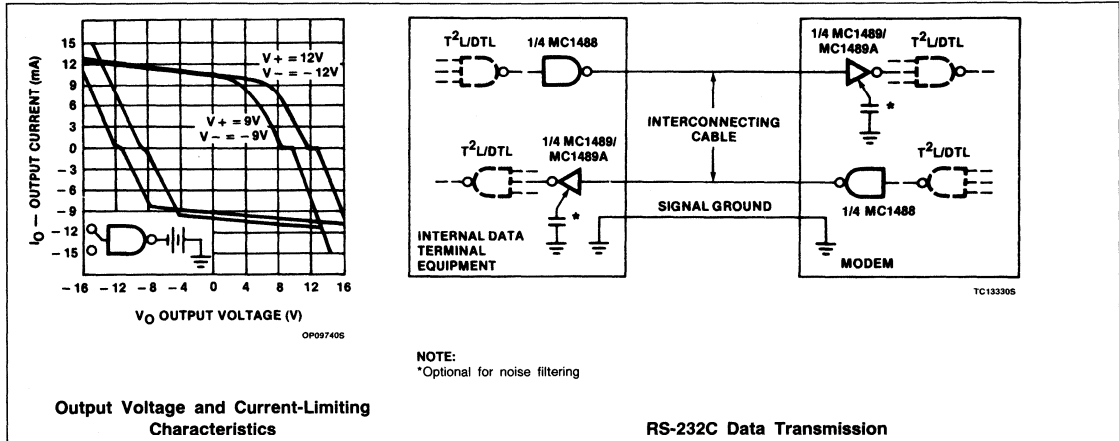 15
12
9
6
3
0
– 3
– 6
– 9
– 12
– 15
IO — OUTPUT CURRENT (mA)
V + = 12V
V – = – 12V
V + = 9V
V – = – 9V
– 16 – 12 – 8 – 4 0 4 8 12 16
VO OUTPUT VOLTAGE (V)
OP09740S
Output Voltage and Current-Limiting
Characteristics
T²L/DTL
1/4 MC1488
1/4 MC1489/
MC1489A
T²L/DTL
*
INTERCONNECTING
CABLE
T²L/DTL
1/4 MC1489/
MC1489A
*
T²L/DTL
1/4 MC1488
SIGNAL GROUND
INTERNAL DATA
TERMINAL
EQUIPMENT
MODEM
TC13330S
NOTE:
*Optional for noise filtering
RS-232C Data Transmission